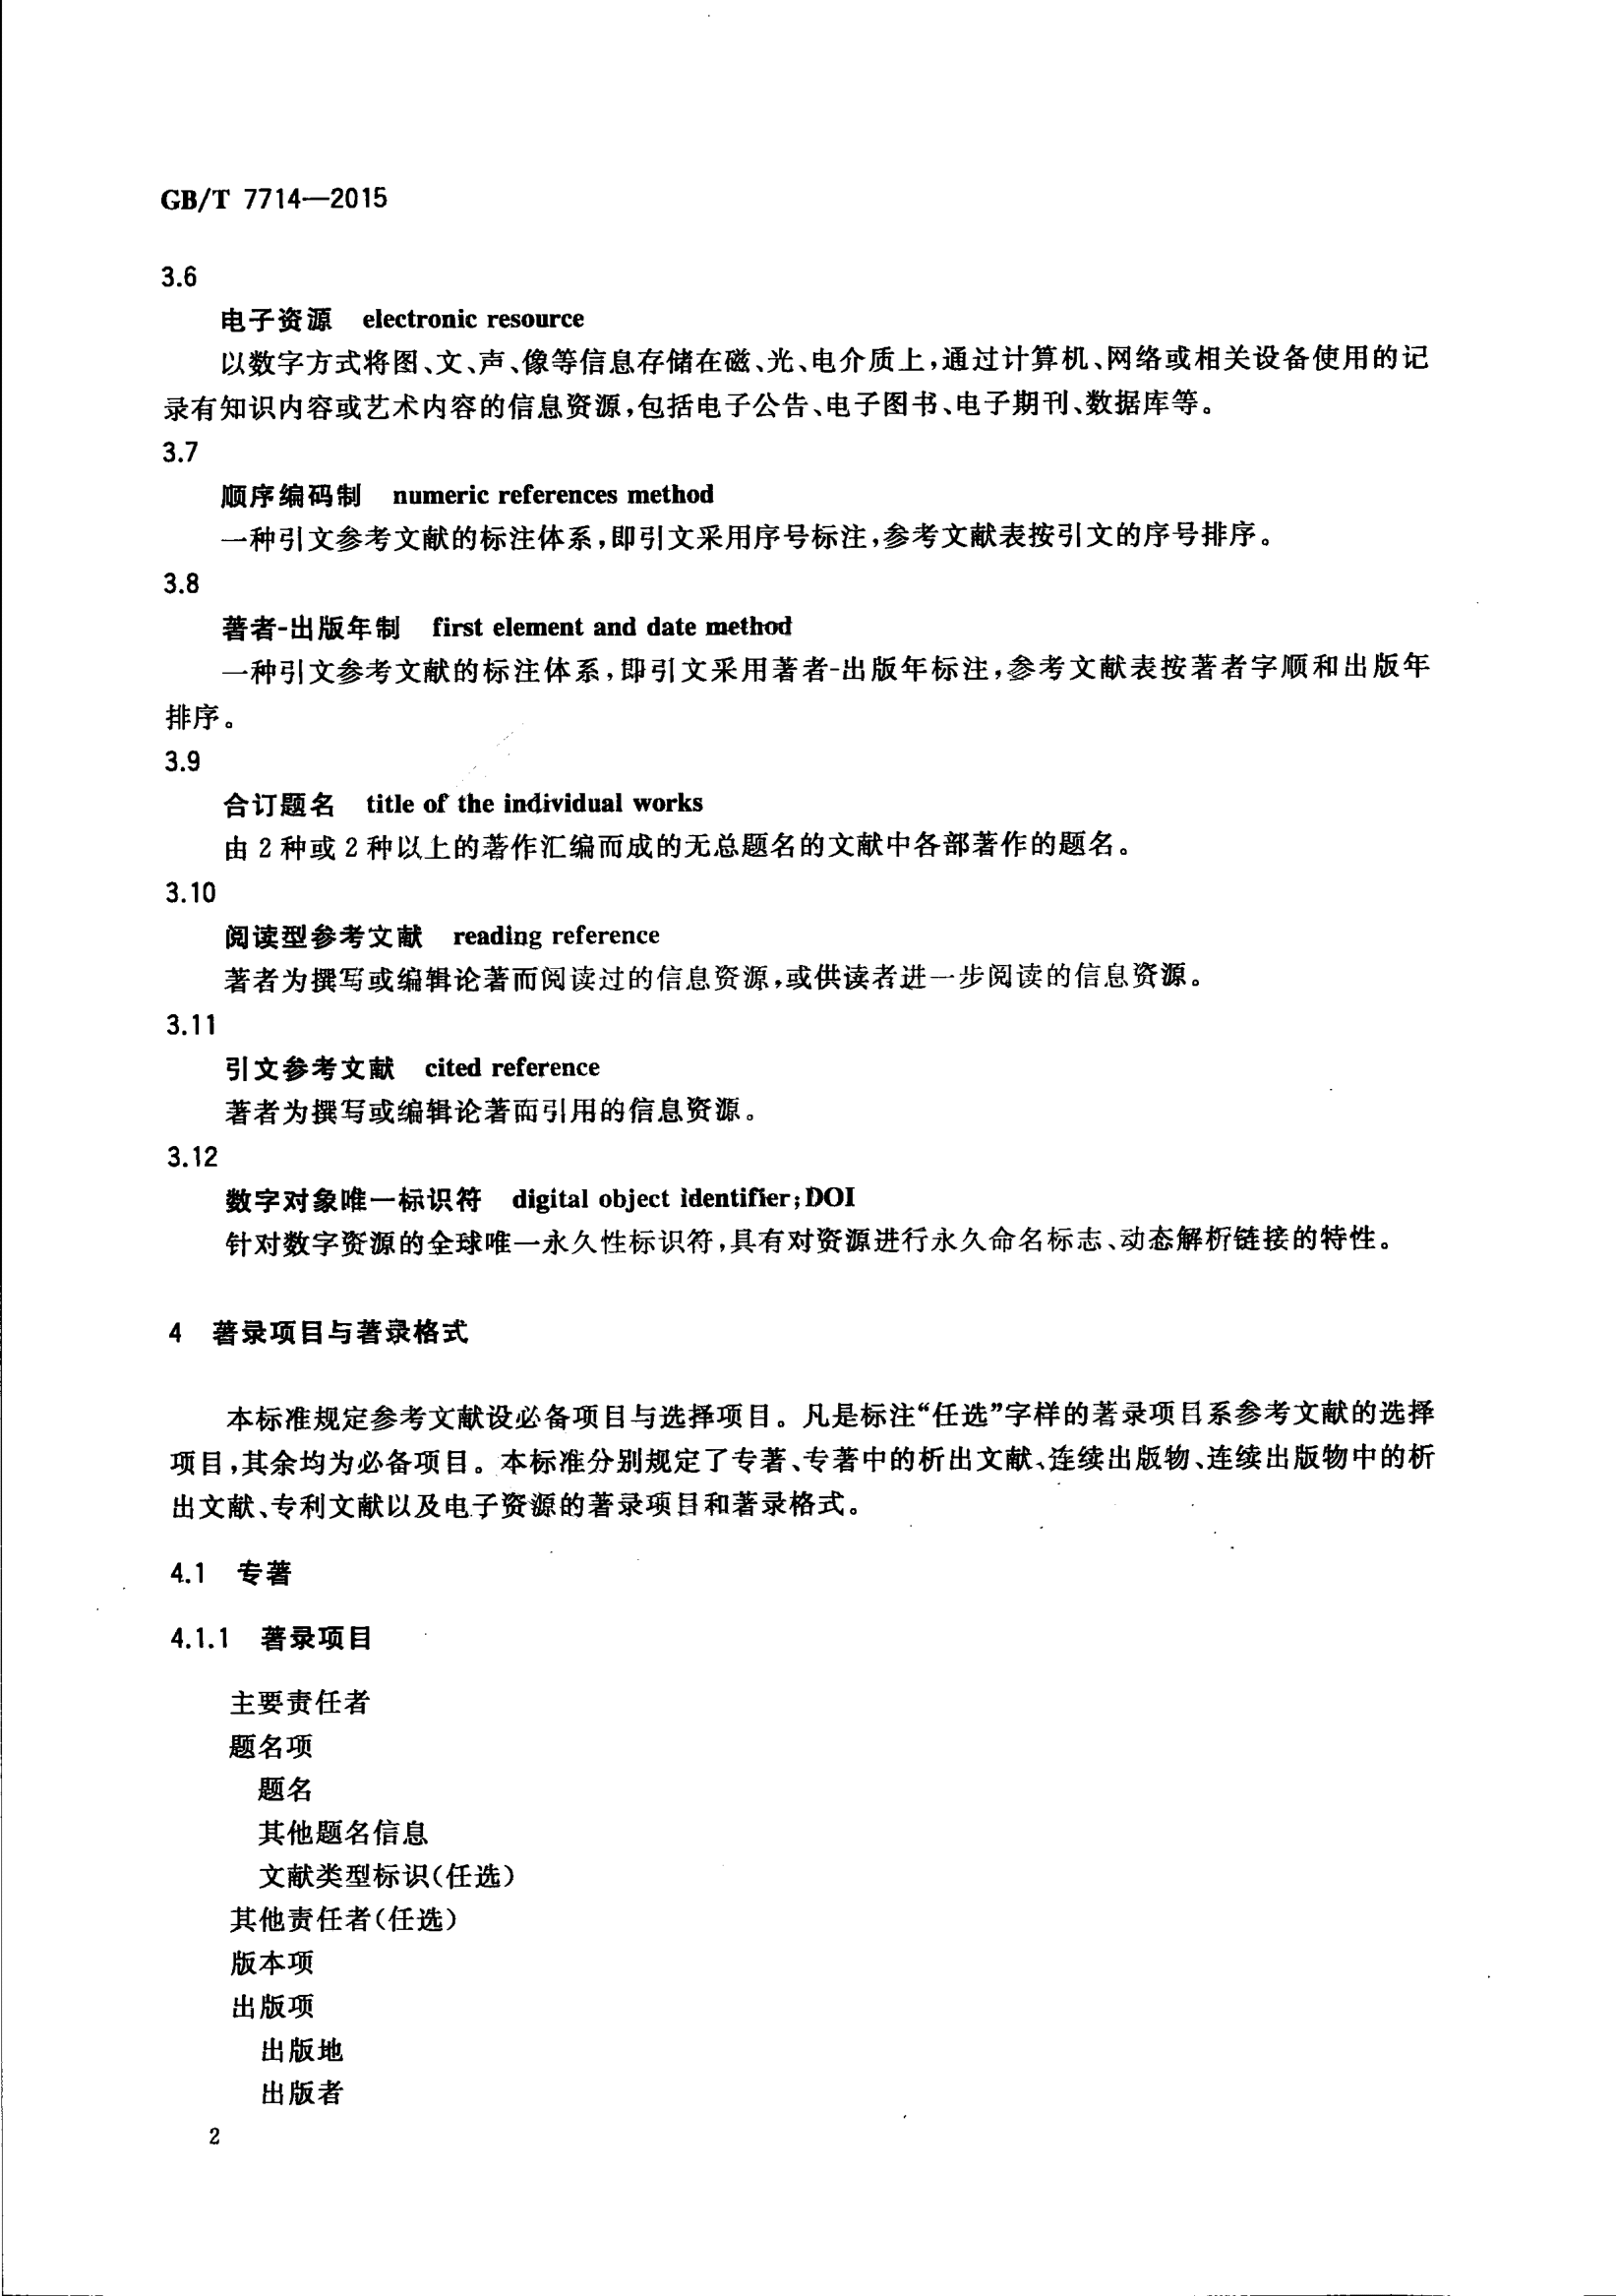 GB/T 7714—2015
3.6
电子资源 electronic resource
以数字方式将图、文、声、像等信息存储在磁、光、电介质上,通过计算机、网络或相关设备使用的记
录有知识内容或艺术内容的信息资源,包括电子公告、电子图书、电子期刊、数据库等。
3.7
顺序编码制 numeric references method
一种引文参考文献的标注体系,即引文采用序号标注,参考文献表按引文的序号排序。
3.8
著者-出版年制 first element and date method
一种引文参考文献的标注体系,即引文采用著者-出版年标注,参考文献表按著者字顺和出版年
排序。
3.9
合订题名 title of the individual works
由 2 种或 2 种以上的著作汇编而成的无总题名的文献中各部著作的题名。
3.10
阅读型参考文献 reading reference
著者为撰写或编辑论著而阅读过的信息资源,或供读者进一步阅读的信息资源。
3.11
引文参考文献 cited reference
著者为撰写或编辑论著而引用的信息资源。
3.12
数字对象唯一标识符 digital object identifier;DOI
针对数字资源的全球唯一永久性标识符,具有对资源进行永久命名标志、动态解析链接的特性。
4 著录项目与著录格式
本标准规定参考文献设必备项目与选择项目。凡是标注“任选”字样的著录项目系参考文献的选择
项目,其余均为必备项目。本标准分别规定了专著、专著中的析出文献、连续出版物、连续出版物中的析
出文献、专利文献以及电子资源的著录项目和著录格式。
4.1 专著
4.1.1 著录项目
主要责任者
题名项
题名
其他题名信息
文献类型标识(任选)
其他责任者(任选)
版本项
出版项
出版地
出版者
2